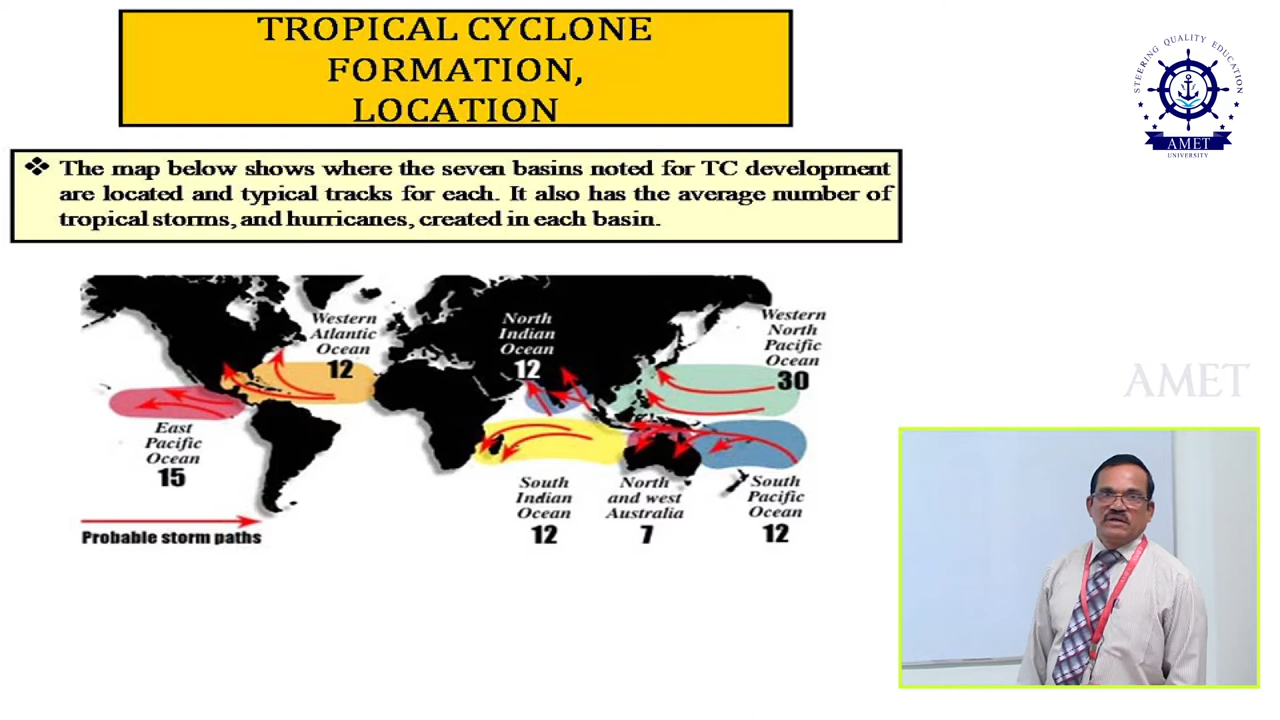 TROPICAL CYCLONE
FORMATION,
LOCATION
STEERING QUALITY EDUCATION
AMET
UNIVERSITY
❖ The map below shows where the seven basins noted for TC development
are located and typical tracks for each. It also has the average number of
tropical storms, and hurricanes, created in each basin.
Western
Atlantic
Ocean
12
North
Indian
Ocean
12
Western
North
Pacific
Ocean
30
East
Pacific
Ocean
15
South
Indian
Ocean
12
North
and west
Australia
7
South
Pacific
Ocean
12
Probable storm paths
AMET